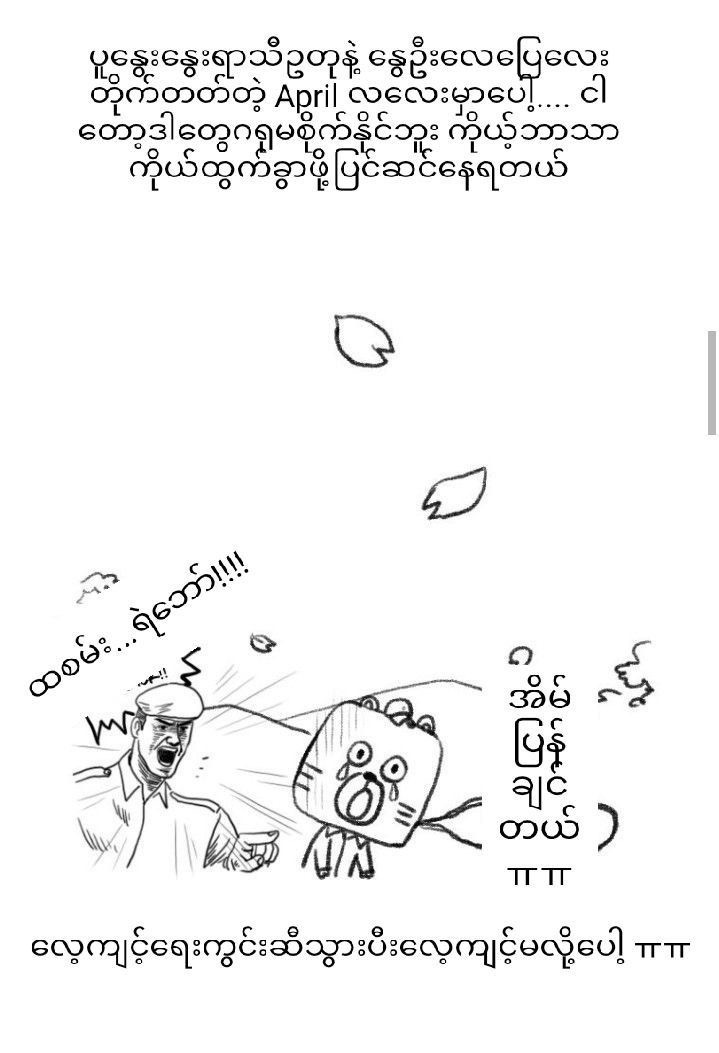 ပူနွေးနွေးရာသီဥတုနဲ့ နွေဦးလေပြေလေး
တိုက်တတ်တဲ့ April လလေးမှာပေါ့.... ငါ
တော့ဒါတွေဂရုမစိုက်နိုင်ဘူး ကိုယ့်ဘာသာ
ကိုယ်ထွက်ခွာဖို့ပြင်ဆင်နေရတယ်
ထစမ်း...ရဲဘော်!!!!
အိမ်
ပြန်
ချင်
တယ်
ㅠㅠ
လေ့ကျင့်ရေးကွင်းဆီသွားပီးလေ့ကျင့်မလို့ပေါ့ ㅠㅠ